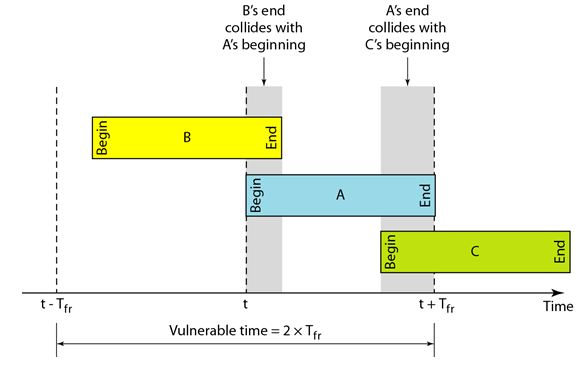 B's end
collides with
A's beginning
A's end
collides with
C's beginning
Begin
B
End
Begin
A
End
Begin
C
End
t - Tfr
t
t + Tfr
Time
Vulnerable time = 2 × Tfr